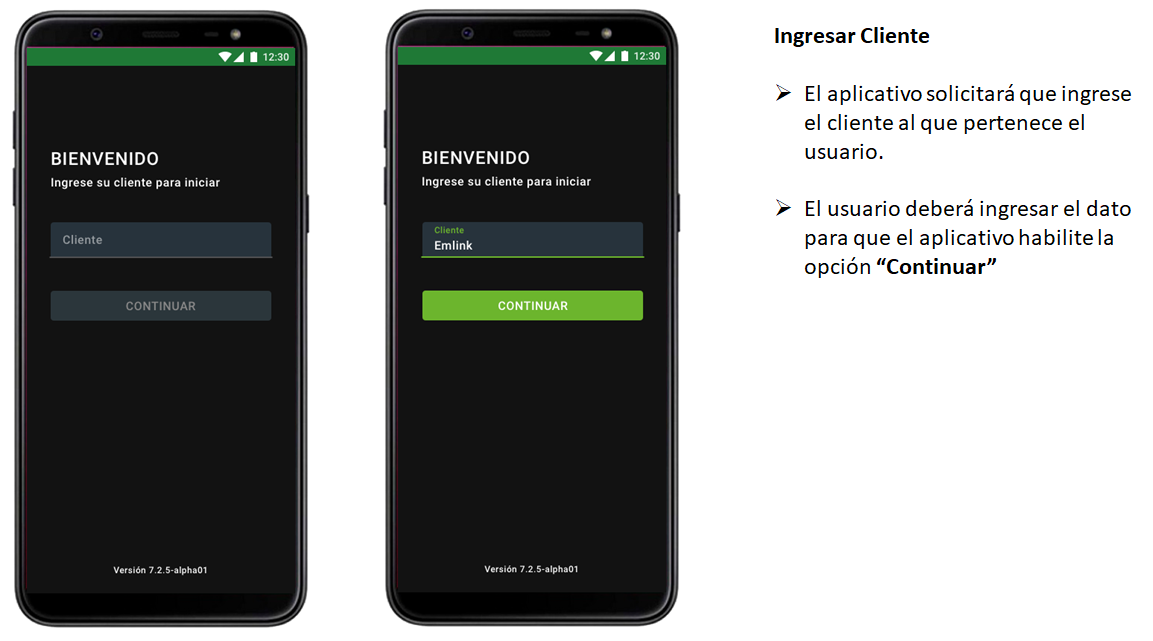 12:30
BIENVENIDO
Ingrese su cliente para iniciar
Cliente
CONTINUAR
Versión 7.2.5-alpha01
12:30
BIENVENIDO
Ingrese su cliente para iniciar
Cliente
Emlink
CONTINUAR
Versión 7.2.5-alpha01
Ingresar Cliente
➢ El aplicativo solicitará que ingrese
el cliente al que pertenece el
usuario.
➢ El usuario deberá ingresar el dato
para que el aplicativo habilite la
opción “Continuar”